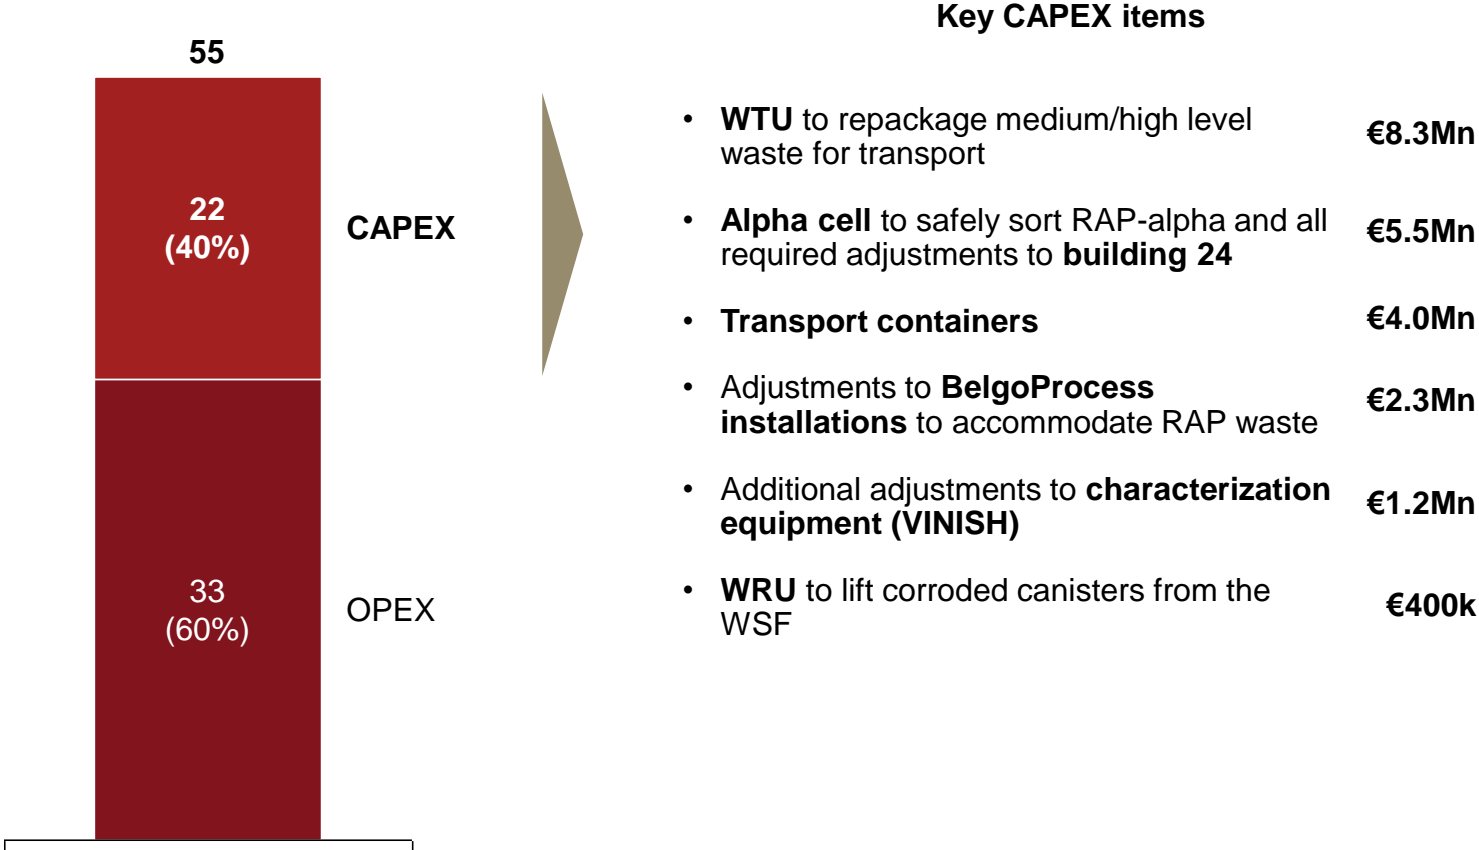 Key CAPEX items
55
22
(40%)
CAPEX
33
(60%)
OPEX
• WTU to repackage medium/high level
waste for transport
€8.3Mn
• Alpha cell to safely sort RAP-alpha and all
required adjustments to building 24
€5.5Mn
• Transport containers
€4.0Mn
• Adjustments to BelgoProcess
installations to accommodate RAP waste
€2.3Mn
• Additional adjustments to characterization
equipment (VINISH)
€1.2Mn
• WRU to lift corroded canisters from the
WSF
€400k